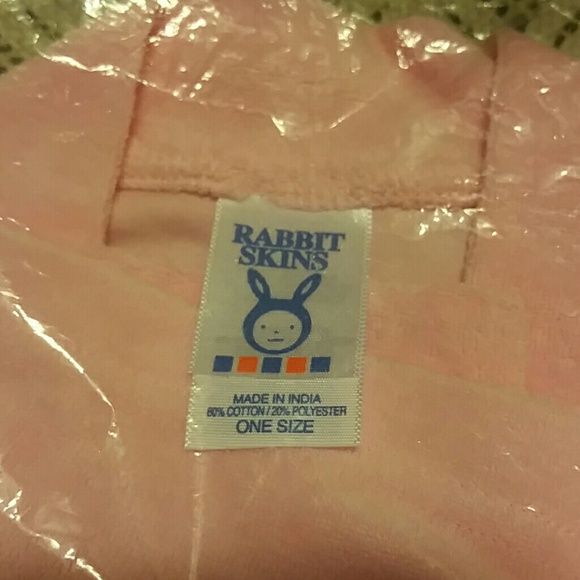 RABBIT
SKINS
MADE IN INDIA
80% COTTON / 20% POLYESTER
ONE SIZE